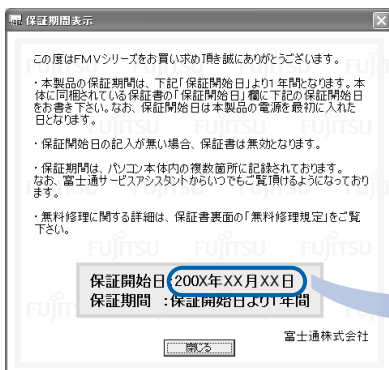 保証期間表示
この度はFMVシリーズをお買い求め頂き誠にありがとうございます。
・本製品の保証期間は、下記「保証開始日」より1年間となります。本
体に同梱されている保証書の「保証開始日」欄に下記の保証開始日
をお書き下さい。なお、保証開始日は本製品の電源を最初に入れた
日となります。
・保証開始日の記入が無い場合、保証書は無効となります。
・保証期間は、パソコン本体内の複数箇所に記録されております。
なお、富士通サービスアシスタントからいつでもご覧頂けるようになっており
ます。
・無料修理に関する詳細は、保証書裏面の「無料修理規定」をご覧
下さい。
FUJITSU FUJITSU FUJITSU
保証開始日:200X年XX月XX日
保証期間 :保証開始日より1年間
富士通株式会社
閉じる